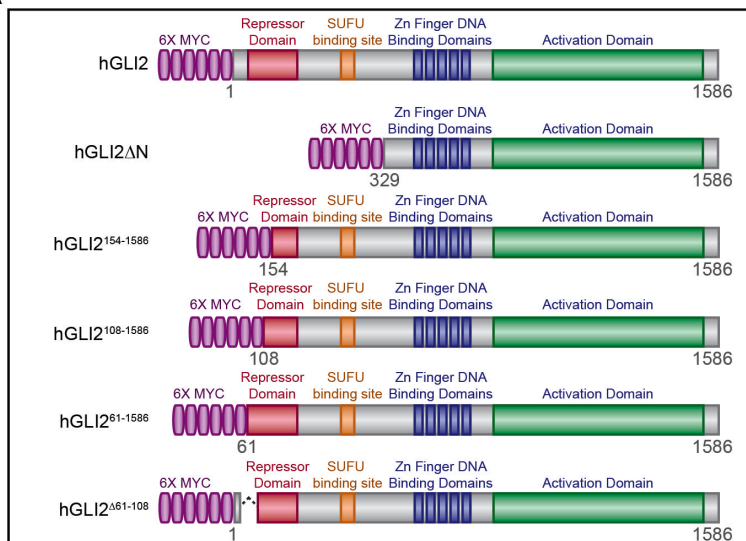 Repressor SUFU Zn Finger DNA
6X MYC Domain binding site Binding Domains Activation Domain
hGLI2
1 1586
Zn Finger DNA
6X MYC Binding Domains Activation Domain
hGLI2ΔN
329 1586
Repressor SUFU Zn Finger DNA
6X MYC Domain binding site Binding Domains Activation Domain
hGLI2154-1586
154 1586
Repressor SUFU Zn Finger DNA
6X MYC Domain binding site Binding Domains Activation Domain
hGLI2108-1586
108 1586
Repressor SUFU Zn Finger DNA
6X MYC Domain binding site Binding Domains Activation Domain
hGLI261-1586
61 1586
Repressor SUFU Zn Finger DNA
6X MYC Domain binding site Binding Domains Activation Domain
hGLI2Δ61-108
1 1586